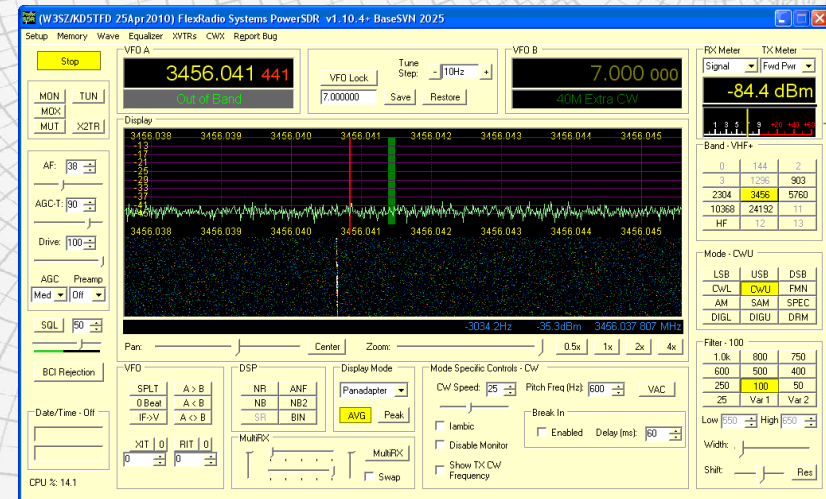 (W3SZ/KD5TFD 25Apr2010) FlexRadio Systems PowerSDR v1.10.4+ BaseSVN 2025
Setup Memory Wave Equalizer XVTRs CWX Report Bug
Stop
MON TUN
MOX
MUT X2TR
AF: 38
AGC-T: 90
Drive: 100
AGC Preamp
Med Off
SQL 50
BCI Rejection
Date/Time - Off
CPU %: 14.1
VFO A
3456.041 441
Out of Band
VFO Lock
Tune Step: - 10Hz +
7.000000 Save Restore
VFO B
7.000 000
40M Extra CW
RX Meter TX Meter
Signal Fwd Pwr
-84.4 dBm
1 3 5 9 +20 +40 +60
Display
3456.038 3456.039 3456.040 3456.041 3456.042 3456.043 3456.044 3456.045
-13
-17
-21
-25
-29
-33
-37
-41
-45
3456.038 3456.039 3456.040 3456.041 3456.042 3456.043 3456.044 3456.045
-3034.2Hz -35.3dBm 3456.037 807 MHz
Pan: Center Zoom: 0.5x 1x 2x 4x
Band - VHF+
0 144 2
3 1296 903
2304 3456 5760
10368 24192 11
HF 12 13
Mode - CWU
LSB USB DSB
CWL CWU FMN
AM SAM SPEC
DIGL DIGU DRM
Filter - 100
1.0k 800 750
600 500 400
250 100 50
25 Var 1 Var 2
Low 550 High 650
Width:
Shift: Res
VFO
SPLT A > B
0 Beat A < B
IF->V A <> B
XIT 0 RIT 0
0 0
DSP
NR ANF
NB NB2
SR BIN
Display Mode
Panadapter
AVG Peak
MultiRX
MultiRX
Swap
Mode Specific Controls - CW
CW Speed: 25 Pitch Freq (Hz): 600 VAC
Iambic
Disable Monitor
Show TX CW
Frequency
Break In
Enabled Delay (ms): 60